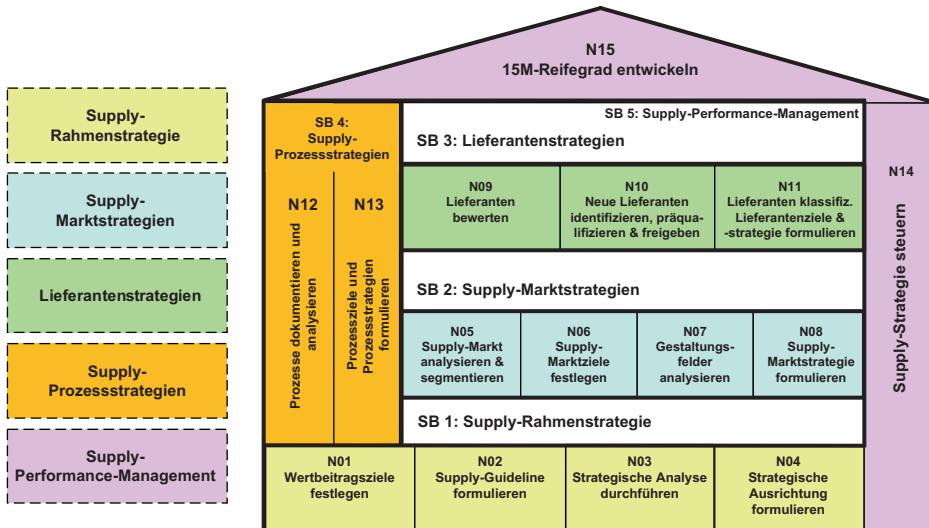 N15
15M-Reifegrad entwickeln
Supply-
Rahmenstrategie
Supply-
Marktstrategien
Lieferantenstrategien
Supply-
Prozessstrategien
Supply-
Performance-Management
SB 4:
Supply-
Prozessstrategien
N12
Prozesse dokumentieren und
analysieren
N13
Prozessziele und
Prozessstrategien
formulieren
SB 5: Supply-Performance-Management
SB 3: Lieferantenstrategien
N09
Lieferanten
bewerten
N10
Neue Lieferanten
identifizieren, präqua-
lifizieren & freigeben
N11
Lieferanten klassifiz.
Lieferantenziele &
-strategie formulieren
SB 2: Supply-Marktstrategien
N05
Supply-Markt
analysieren &
segmentieren
N06
Supply-
Marktziele
festlegen
N07
Gestaltungs-
felder
analysieren
N08
Supply-
Marktstrategie
formulieren
SB 1: Supply-Rahmenstrategie
N01
Wertbeitragsziele
festlegen
N02
Supply-Guideline
formulieren
N03
Strategische Analyse
durchführen
N04
Strategische
Ausrichtung
formulieren
N14
Supply-Strategie steuern